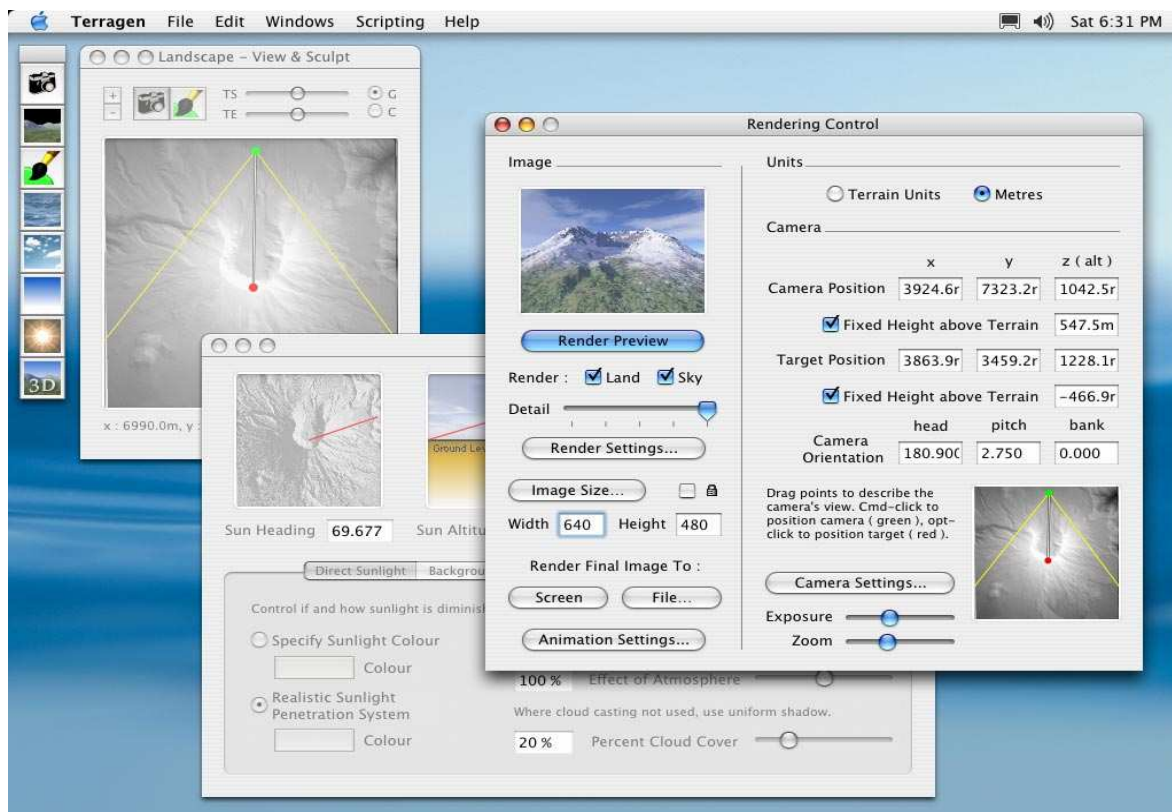 Terragen File Edit Windows Scripting Help Sat 6:31 PM
Landscape – View & Sculpt
TS G
TE C
x : 6990.0m, y :
3D
Ground Lev
Sun Heading 69.677 Sun Altitu
Direct Sunlight Backgrou
Control if and how sunlight is diminis
Specify Sunlight Colour
Colour
Realistic Sunlight
Penetration System
Colour
100 % Effect of Atmosphere
Where cloud casting not used, use uniform shadow.
20 % Percent Cloud Cover
Rendering Control
Image
Render Preview
Render : Land Sky
Detail
Render Settings...
Image Size...
Width 640 Height 480
Render Final Image To :
Screen File...
Animation Settings...
Units
Terrain Units Metres
Camera
x y z ( alt )
Camera Position 3924.6r 7323.2r 1042.5r
Fixed Height above Terrain 547.5m
Target Position 3863.9r 3459.2r 1228.1r
Fixed Height above Terrain -466.9r
head pitch bank
Camera
Orientation 180.900 2.750 0.000
Drag points to describe the
camera's view. Cmd-click to
position camera ( green ), opt-
click to position target ( red ).
Camera Settings...
Exposure
Zoom